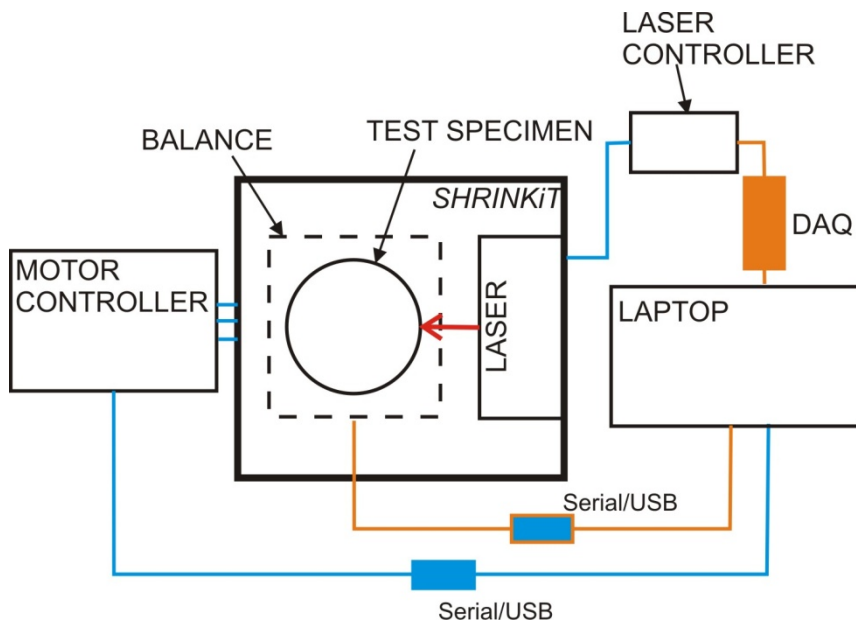 LASER
CONTROLLER
TEST SPECIMEN
BALANCE
SHRINKiT
DAQ
MOTOR
CONTROLLER
LASER
LAPTOP
Serial/USB
Serial/USB